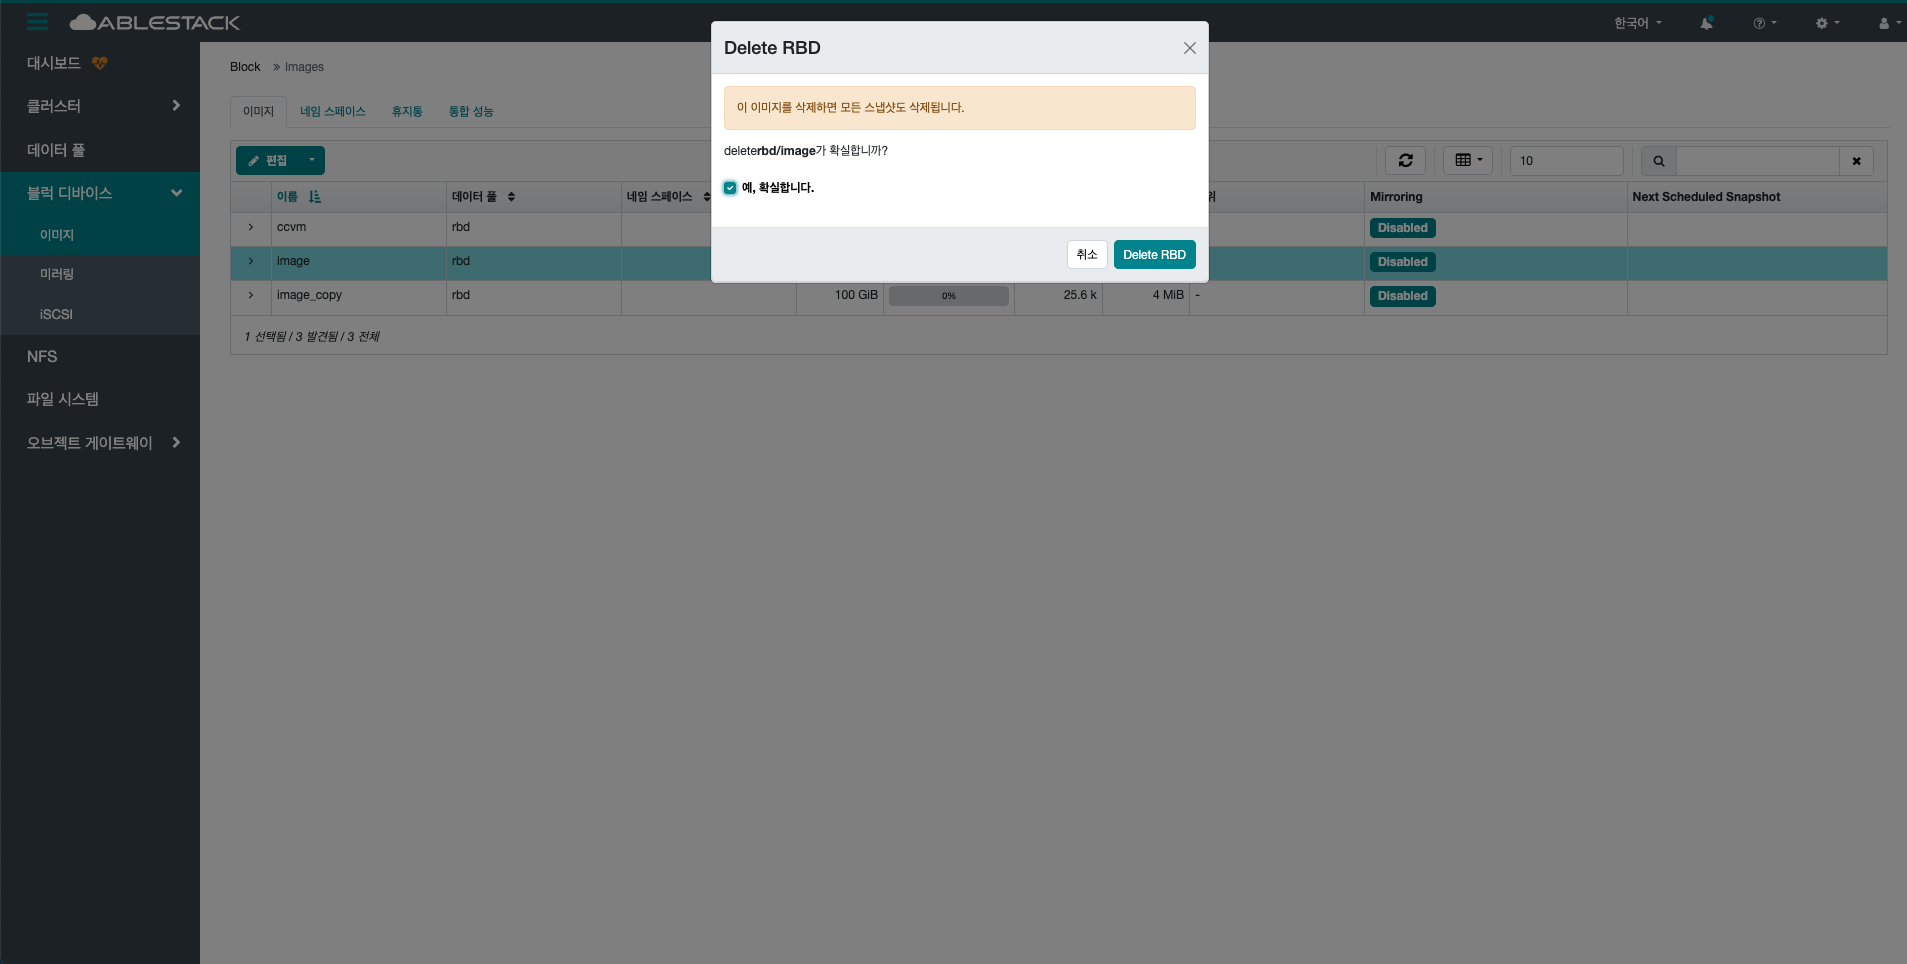 ABLESTACK
한국어
대시보드
클러스터
데이터 풀
블럭 디바이스
이미지
미러링
iSCSI
NFS
파일 시스템
오브젝트 게이트웨이
Block » Images
이미지 네임 스페이스 휴지통 통합 성능
편집
10
이름 데이터 풀 네임 스페이스 위 Mirroring Next Scheduled Snapshot
ccvm rbd Disabled
image rbd Disabled
image_copy rbd 100 GiB 0% 25.6 k 4 MiB - Disabled
1 선택됨 / 3 발견됨 / 3 전체
Delete RBD
이 이미지를 삭제하면 모든 스냅샷도 삭제됩니다.
deleterbd/image가 확실합니까?
예, 확실합니다.
취소 Delete RBD